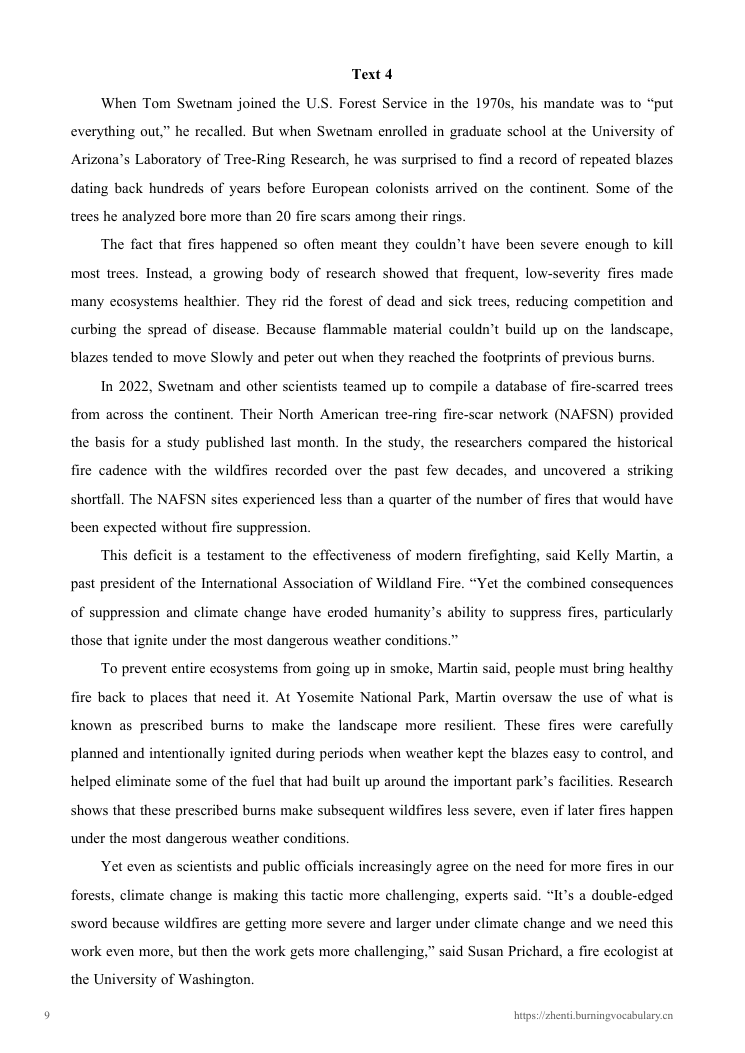 Text 4
When Tom Swetnam joined the U.S. Forest Service in the 1970s, his mandate was to “put
everything out,” he recalled. But when Swetnam enrolled in graduate school at the University of
Arizona’s Laboratory of Tree-Ring Research, he was surprised to find a record of repeated blazes
dating back hundreds of years before European colonists arrived on the continent. Some of the
trees he analyzed bore more than 20 fire scars among their rings.
The fact that fires happened so often meant they couldn’t have been severe enough to kill
most trees. Instead, a growing body of research showed that frequent, low-severity fires made
many ecosystems healthier. They rid the forest of dead and sick trees, reducing competition and
curbing the spread of disease. Because flammable material couldn’t build up on the landscape,
blazes tended to move Slowly and peter out when they reached the footprints of previous burns.
In 2022, Swetnam and other scientists teamed up to compile a database of fire-scarred trees
from across the continent. Their North American tree-ring fire-scar network (NAFSN) provided
the basis for a study published last month. In the study, the researchers compared the historical
fire cadence with the wildfires recorded over the past few decades, and uncovered a striking
shortfall. The NAFSN sites experienced less than a quarter of the number of fires that would have
been expected without fire suppression.
This deficit is a testament to the effectiveness of modern firefighting, said Kelly Martin, a
past president of the International Association of Wildland Fire. “Yet the combined consequences
of suppression and climate change have eroded humanity’s ability to suppress fires, particularly
those that ignite under the most dangerous weather conditions.”
To prevent entire ecosystems from going up in smoke, Martin said, people must bring healthy
fire back to places that need it. At Yosemite National Park, Martin oversaw the use of what is
known as prescribed burns to make the landscape more resilient. These fires were carefully
planned and intentionally ignited during periods when weather kept the blazes easy to control, and
helped eliminate some of the fuel that had built up around the important park’s facilities. Research
shows that these prescribed burns make subsequent wildfires less severe, even if later fires happen
under the most dangerous weather conditions.
Yet even as scientists and public officials increasingly agree on the need for more fires in our
forests, climate change is making this tactic more challenging, experts said. “It’s a double-edged
sword because wildfires are getting more severe and larger under climate change and we need this
work even more, but then the work gets more challenging,” said Susan Prichard, a fire ecologist at
the University of Washington.
9 https://zhenti.burningvocabulary.cn